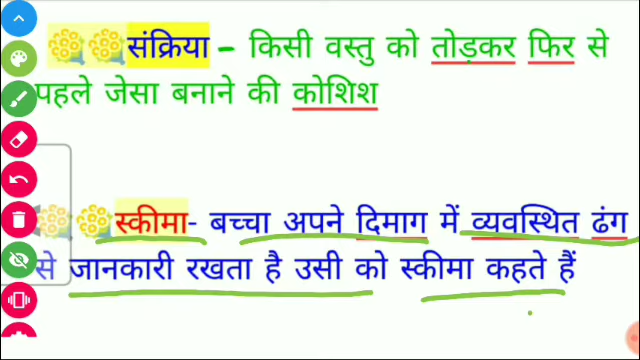 संक्रिया – किसी वस्तु को तोड़कर फिर से
पहले जेसा बनाने की कोशिश
स्कीमा- बच्चा अपने दिमाग में व्यवस्थित ढंग
से जानकारी रखता है उसी को स्कीमा कहते हैं